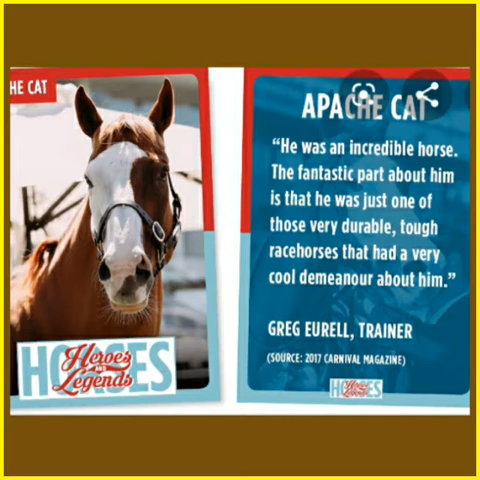 HE CAT
HORSES
Heroes
AND
Legends
APACHE CAT
“He was an incredible horse.
The fantastic part about him
is that he was just one of
those very durable, tough
racehorses that had a very
cool demeanour about him.”
GREG EURELL, TRAINER
(SOURCE: 2017 CARNIVAL MAGAZINE)
HORSES
Heroes
AND
Legends